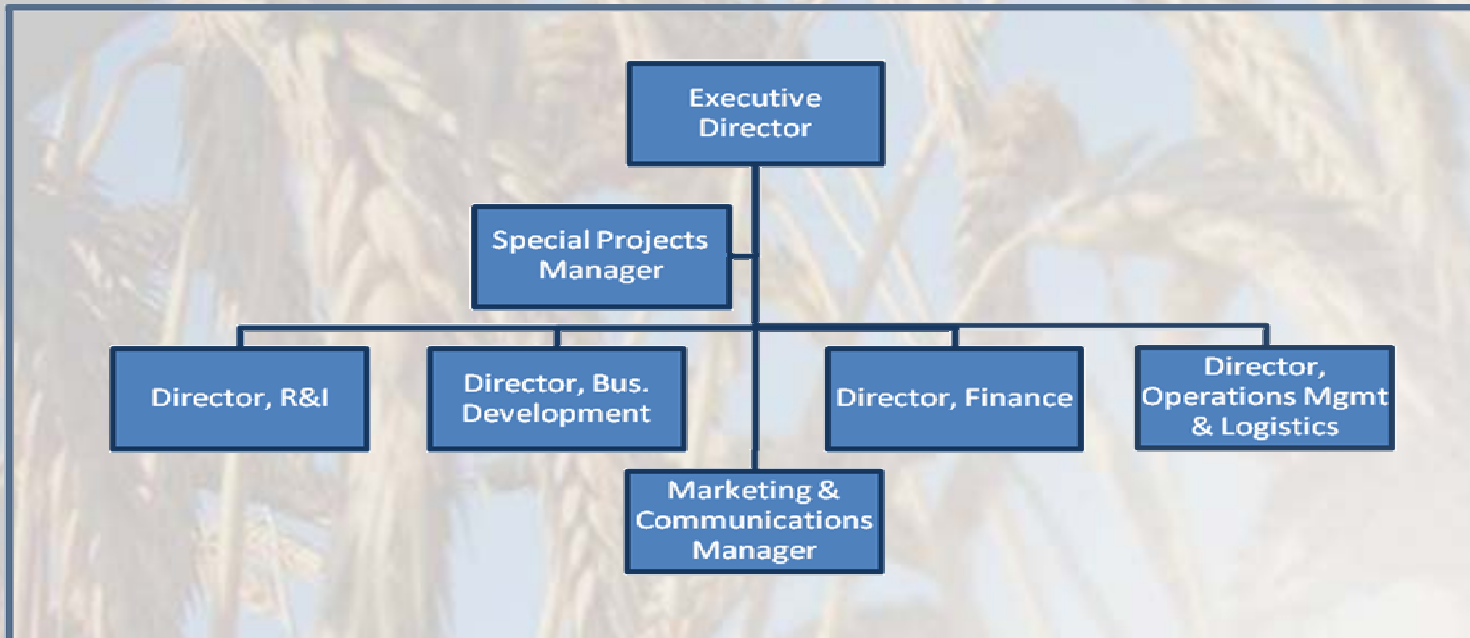 Executive
Director
Special Projects
Manager
Director, R&I
Director, Bus.
Development
Director, Finance
Director,
Operations Mgmt
& Logistics
Marketing &
Communications
Manager